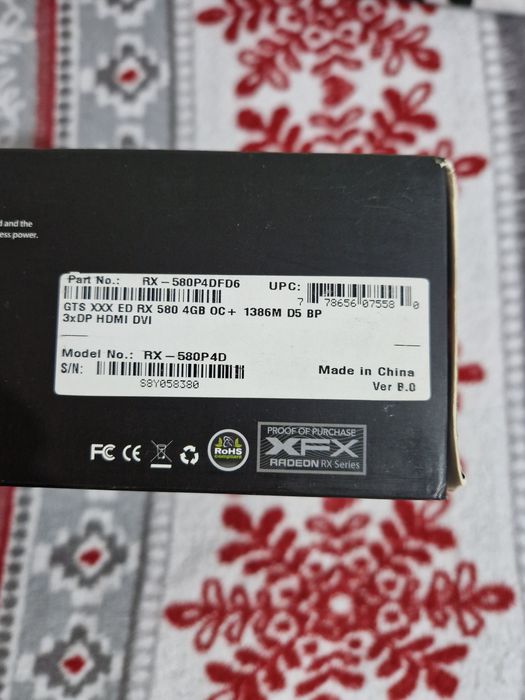 d and the
ess power.
Part No.: RX-580P4DFD6 UPC: 7 78656 07558 0
GTS XXX ED RX 580 4GB OC+ 1386M D5 BP
3xDP HDMI DVI
Model No.: RX-580P4D
S/N: S8Y058380
Made in China
Ver 8.0
FC CE RoHS compliant
PROOF OF PURCHASE
XFX
RADEON RX Series